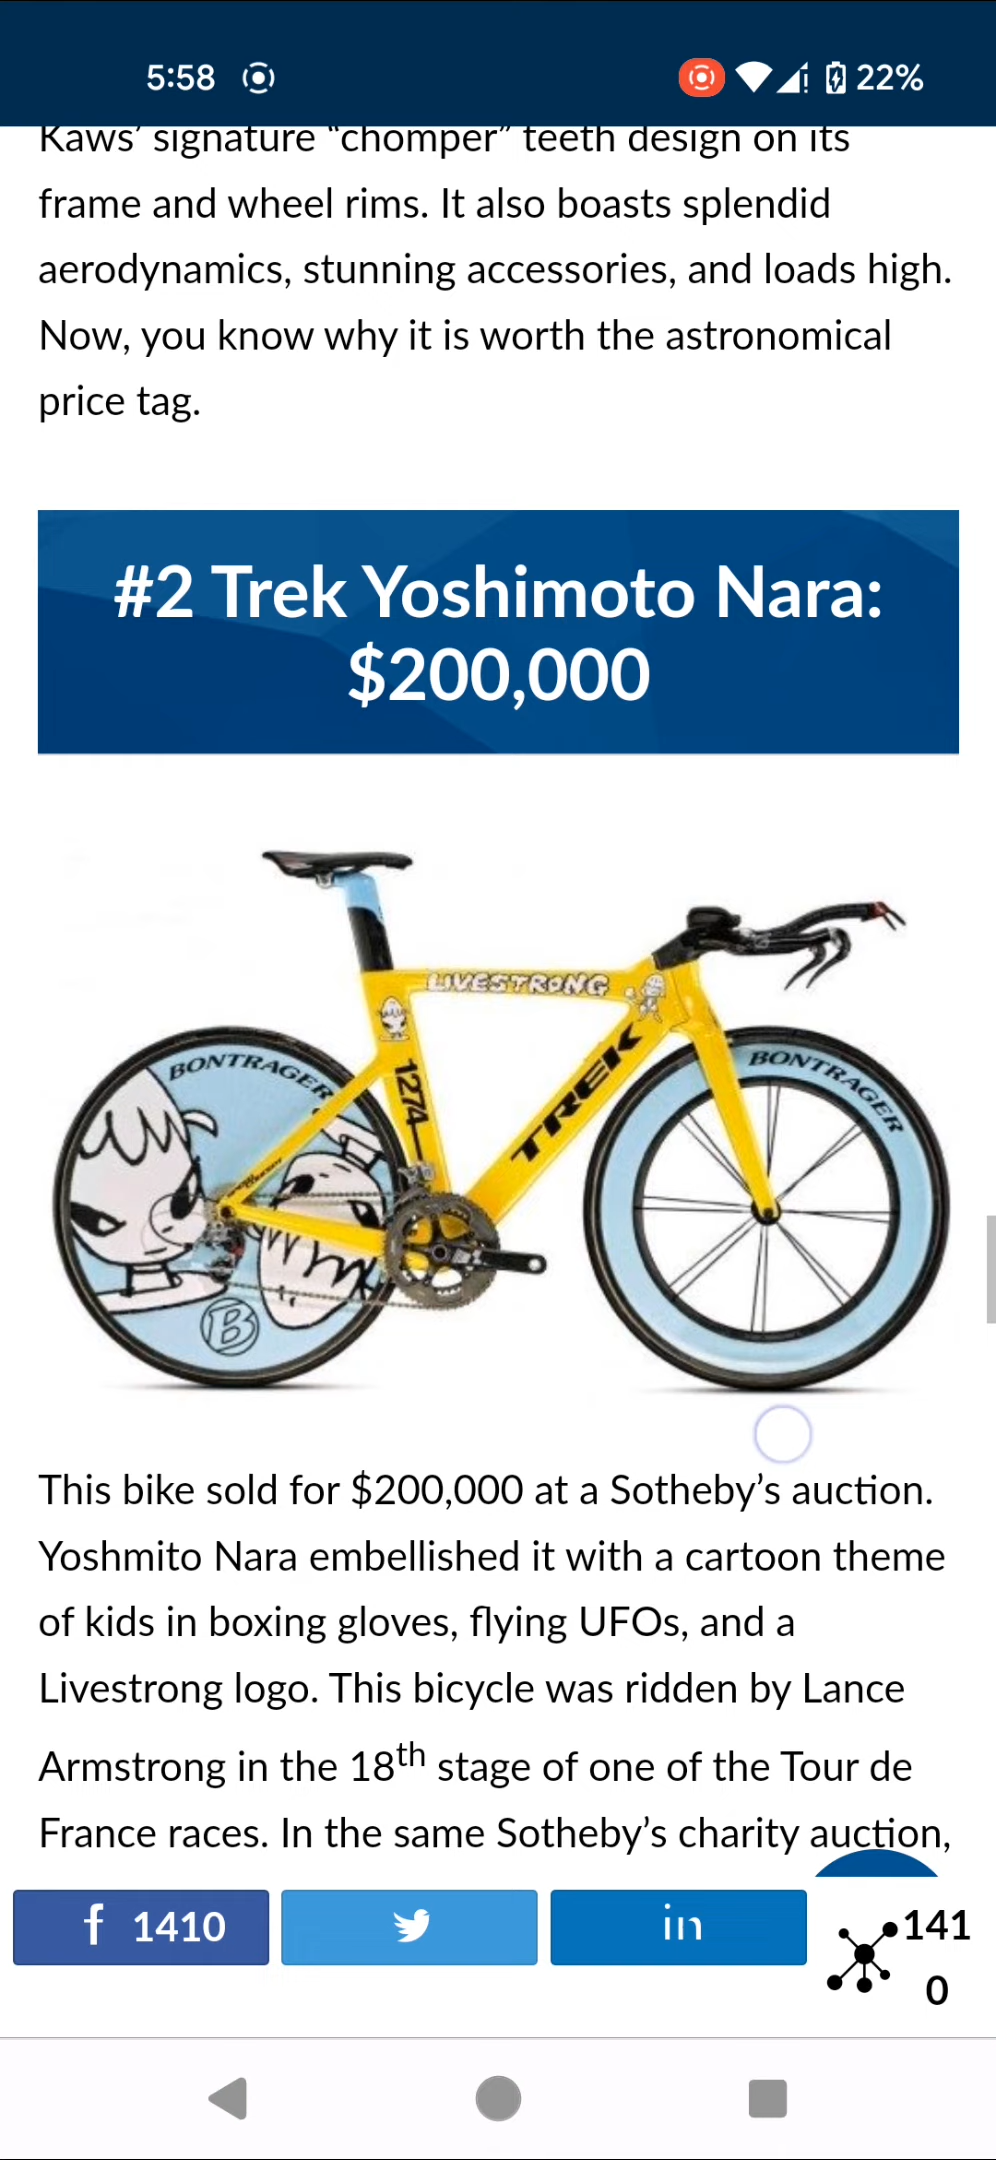 5:58
22%
Kaws’ signature “chomper” teeth design on its
frame and wheel rims. It also boasts splendid
aerodynamics, stunning accessories, and loads high.
Now, you know why it is worth the astronomical
price tag.
#2 Trek Yoshimoto Nara:
$200,000
LIVESTRONG
BONTRAGER
1274
TREK
BONTRAGER
B
This bike sold for $200,000 at a Sotheby’s auction.
Yoshmito Nara embellished it with a cartoon theme
of kids in boxing gloves, flying UFOs, and a
Livestrong logo. This bicycle was ridden by Lance
Armstrong in the 18th stage of one of the Tour de
France races. In the same Sotheby’s charity auction,
f 1410
in
141
0